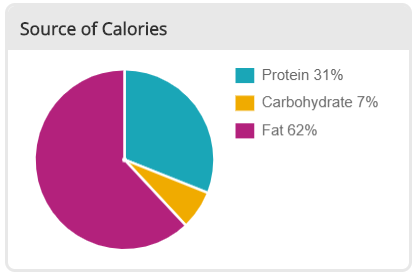 Source of Calories
Protein 31%
Carbohydrate 7%
Fat 62%